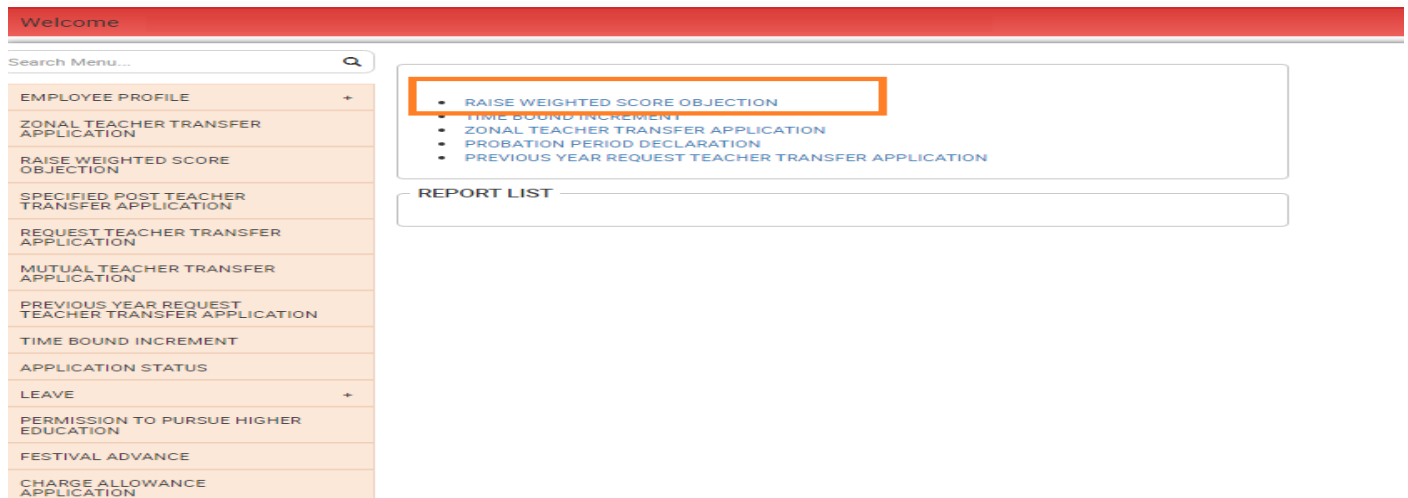 Welcome
Search Menu...
EMPLOYEE PROFILE +
ZONAL TEACHER TRANSFER
APPLICATION
RAISE WEIGHTED SCORE
OBJECTION
SPECIFIED POST TEACHER
TRANSFER APPLICATION
REQUEST TEACHER TRANSFER
APPLICATION
MUTUAL TEACHER TRANSFER
APPLICATION
PREVIOUS YEAR REQUEST
TEACHER TRANSFER APPLICATION
TIME BOUND INCREMENT
APPLICATION STATUS
LEAVE +
PERMISSION TO PURSUE HIGHER
EDUCATION
FESTIVAL ADVANCE
CHARGE ALLOWANCE
APPLICATION
• RAISE WEIGHTED SCORE OBJECTION
• TIME BOUND INCREMENT
• ZONAL TEACHER TRANSFER APPLICATION
• PROBATION PERIOD DECLARATION
• PREVIOUS YEAR REQUEST TEACHER TRANSFER APPLICATION
REPORT LIST